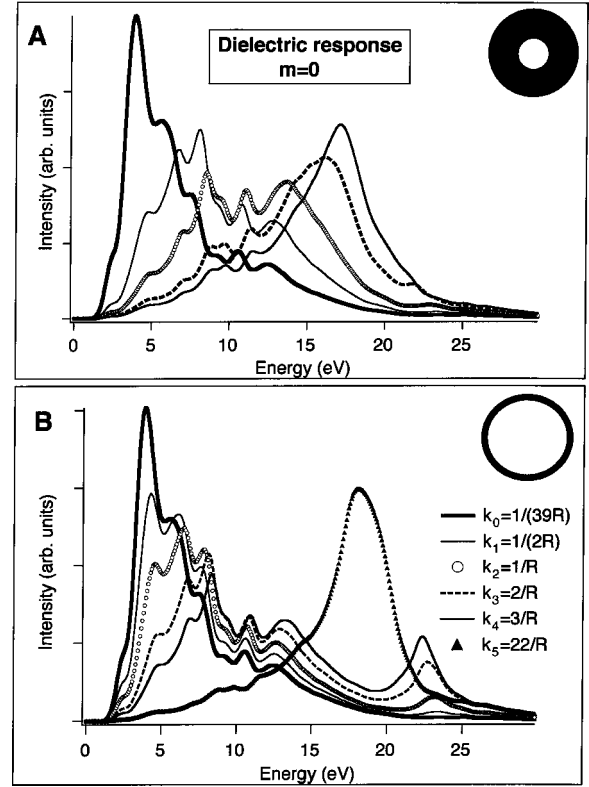 A
Dielectric response
m=0
Intensity (arb. units)
0
5
10
15
20
25
Energy (eV)
B
k₀=1/(39R)
k₁=1/(2R)
k₂=1/R
k₃=2/R
k₄=3/R
k₅=22/R
Intensity (arb. units)
0
5
10
15
20
25
Energy (eV)